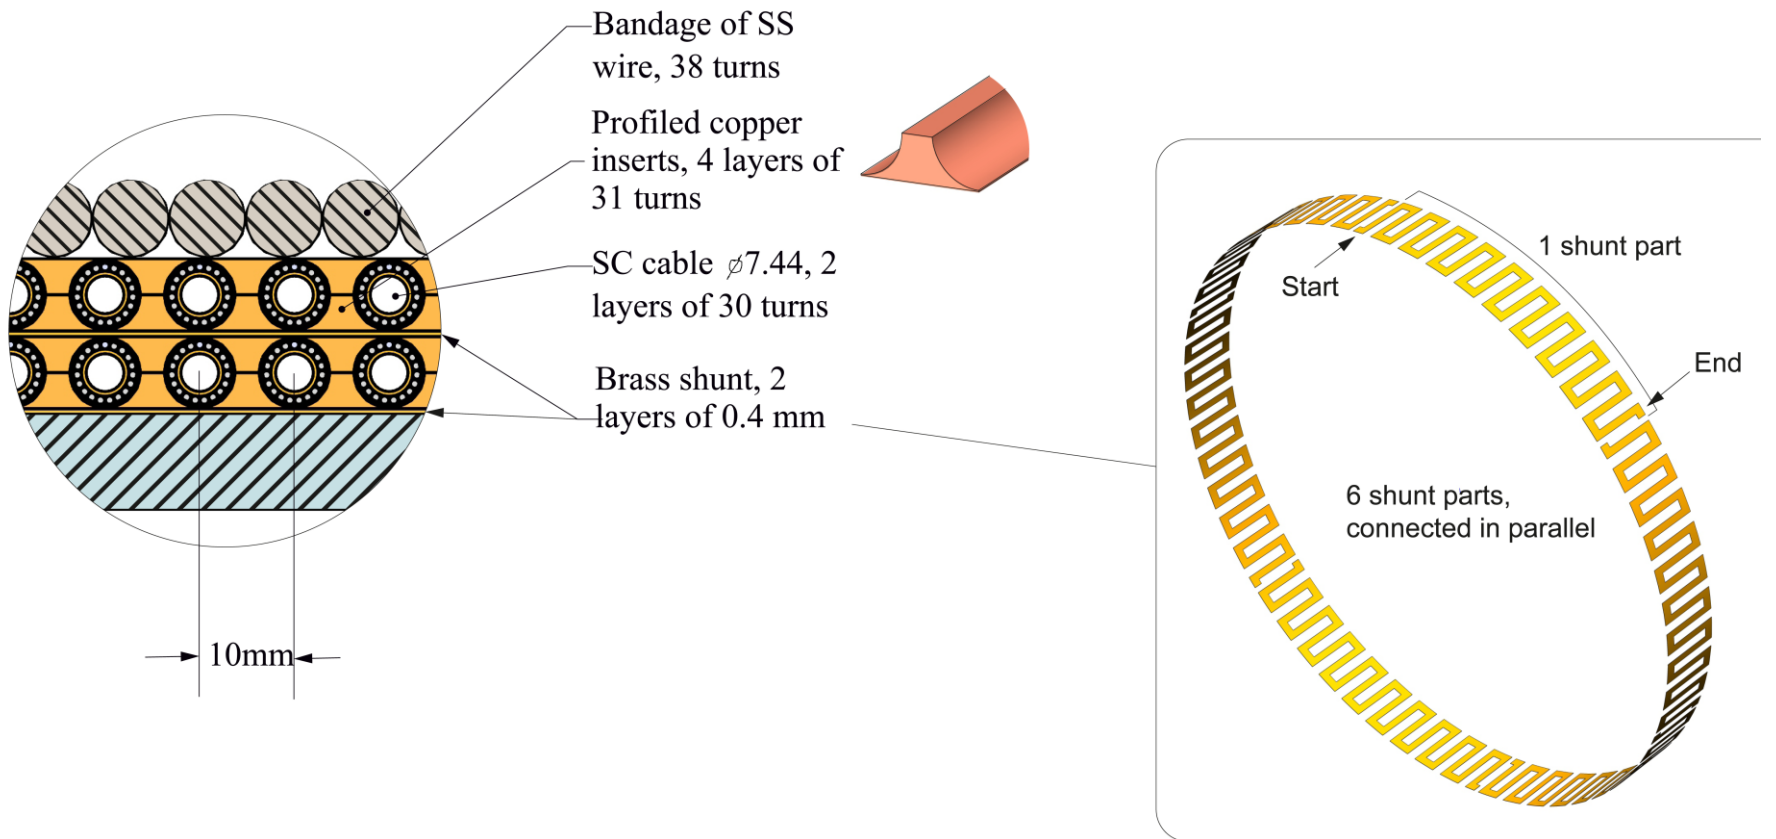 Bandage of SS
wire, 38 turns
Profiled copper
inserts, 4 layers of
31 turns
SC cable ⌀7.44, 2
layers of 30 turns
Brass shunt, 2
layers of 0.4 mm
10mm
1 shunt part
Start
End
6 shunt parts,
connected in parallel